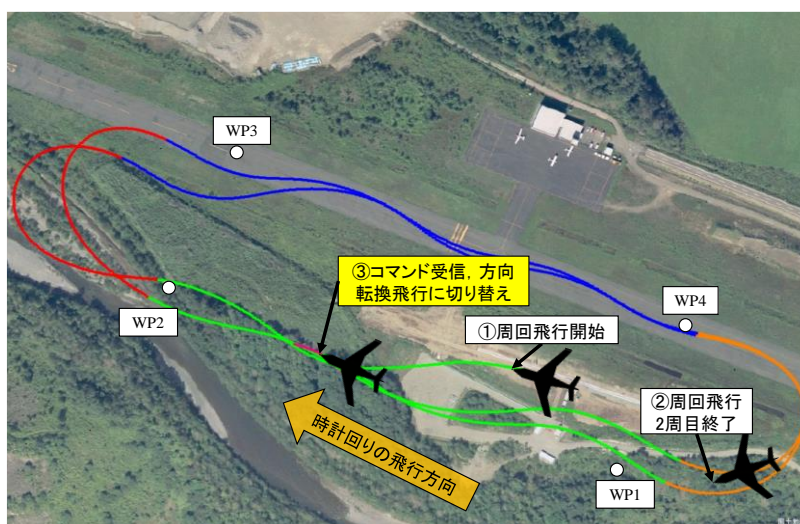 WP3
③コマンド受信，方向
転換飛行に切り替え
WP4
WP2
①周回飛行開始
②周回飛行
2周目終了
時計回りの飛行方向
WP1